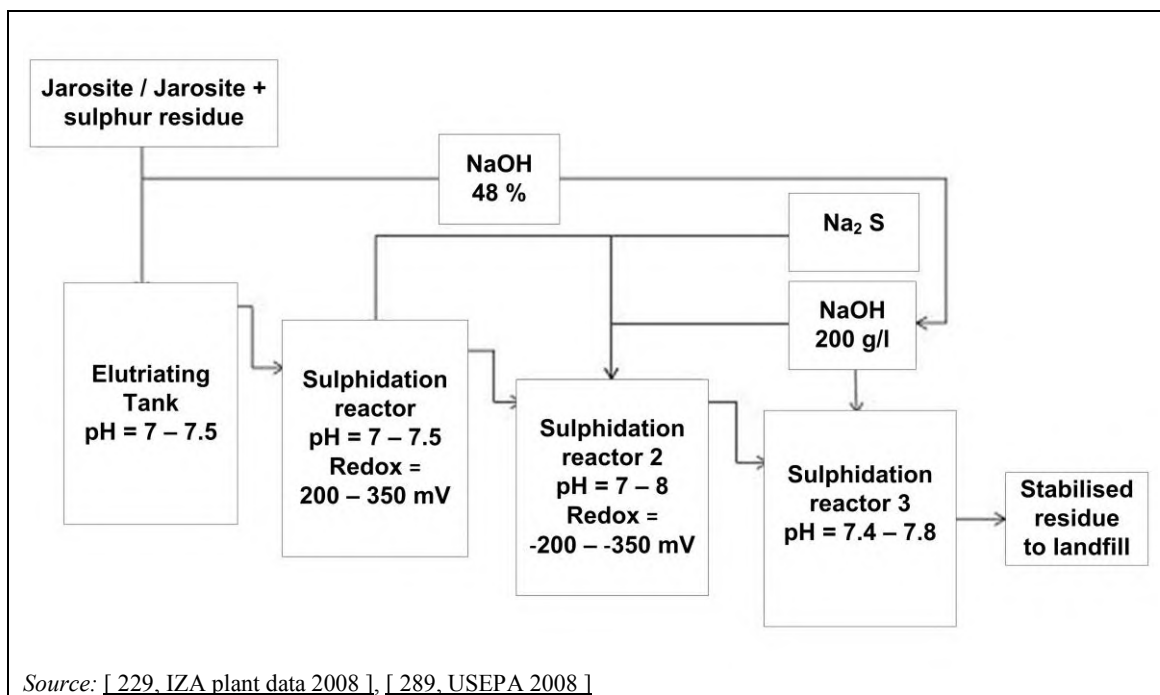 Jarosite / Jarosite +
sulphur residue
NaOH
48 %
Na₂ S
NaOH
200 g/l
Elutriating
Tank
pH = 7 – 7.5
Sulphidation
reactor
pH = 7 – 7.5
Redox =
200 – 350 mV
Sulphidation
reactor 2
pH = 7 – 8
Redox =
-200 – -350 mV
Sulphidation
reactor 3
pH = 7.4 – 7.8
Stabilised
residue
to landfill
Source: [ 229, IZA plant data 2008 ], [ 289, USEPA 2008 ]